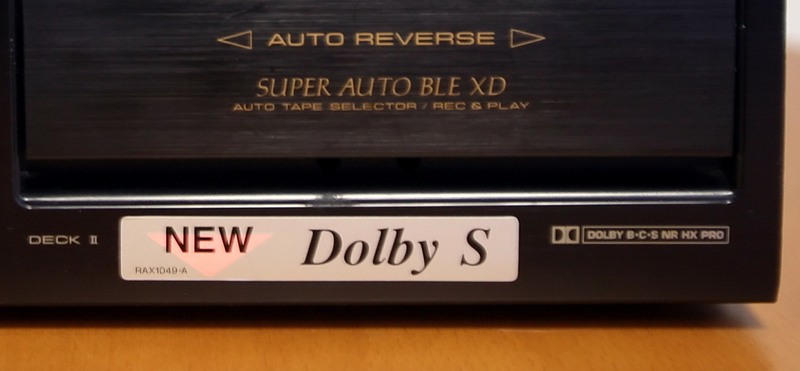 AUTO REVERSE
SUPER AUTO BLE XD
AUTO TAPE SELECTOR / REC & PLAY
DECK II
NEW Dolby S
RAX1049-A
DOLBY B·C·S NR HX PRO